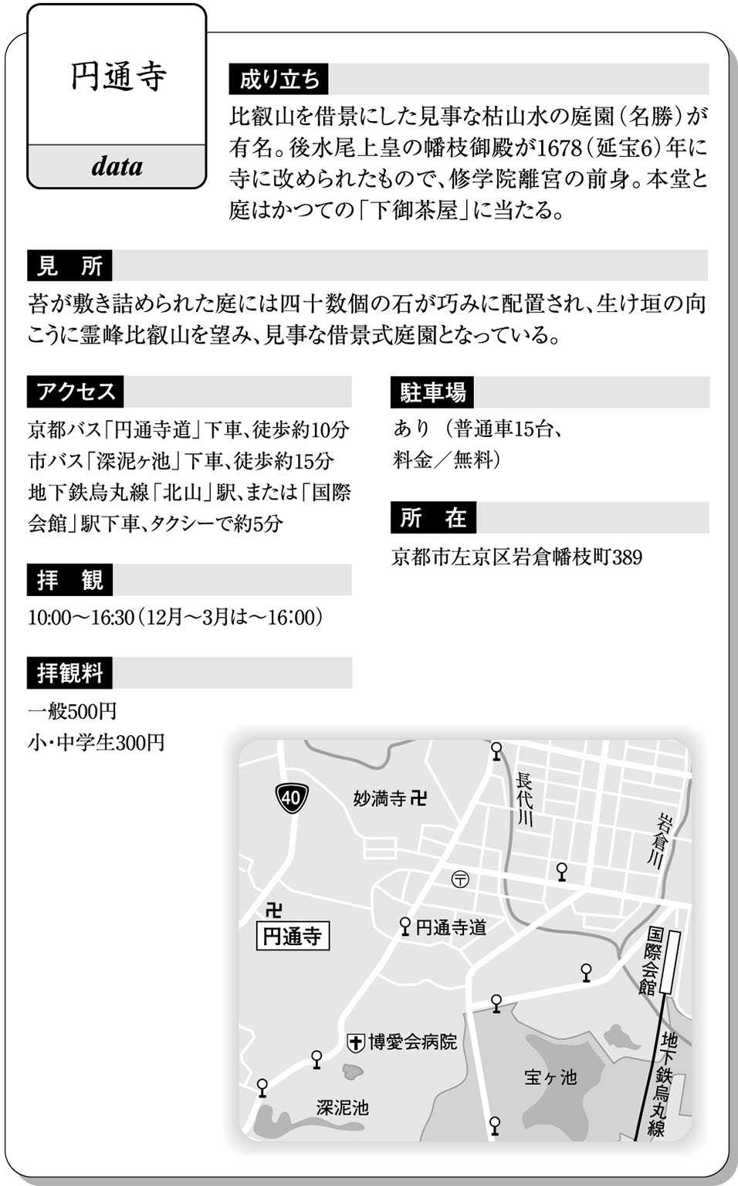 円通寺
data
成り立ち
比叡山を借景にした見事な枯山水の庭園(名勝)が
有名。後水尾上皇の幡枝御殿が1678(延宝6)年に
寺に改められたもので、修学院離宮の前身。本堂と
庭はかつての「下御茶屋」に当たる。
見 所
苔が敷き詰められた庭には四十数個の石が巧みに配置され、生け垣の向
こうに霊峰比叡山を望み、見事な借景式庭園となっている。
アクセス
京都バス「円通寺道」下車、徒歩約10分
市バス「深泥ヶ池」下車、徒歩約15分
地下鉄烏丸線「北山」駅、または「国際
会館」駅下車、タクシーで約5分
拝 観
10:00〜16:30(12月〜3月は〜16:00)
拝観料
一般500円
小・中学生300円
駐車場
あり (普通車15台、
料金/無料)
所 在
京都市左京区岩倉幡枝町389
40
妙満寺卍
長代川
岩倉川
〒
卍
円通寺
円通寺道
国際会館
博愛会病院
地下鉄烏丸線
宝ヶ池
深泥池